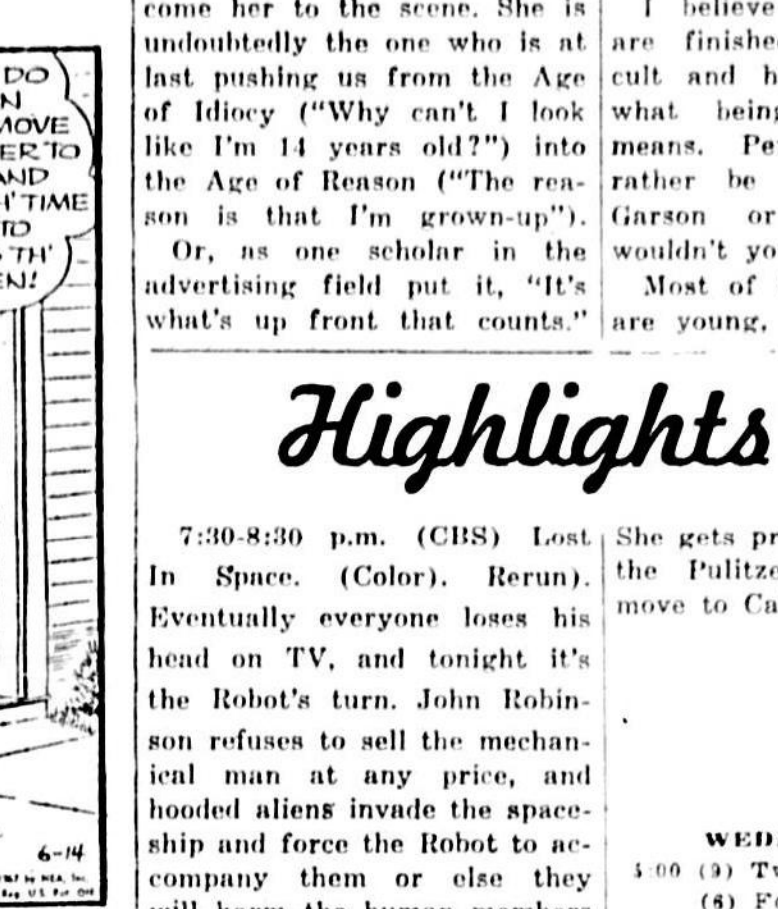 DO
N
MOVE
ER TO
AND
H' TIME
TO
TH'
EN!
6-14
come her to the scene. She is
undoubtedly the one who is at
last pushing us from the Age
of Idiocy ("Why can't I look
like I'm 14 years old?") into
the Age of Reason ("The rea-
son is that I'm grown-up").
Or, as one scholar in the
advertising field put it, "It's
what's up front that counts."
I believe
are finishe
cult and h
what being
means. Pe
rather be
Garson or
wouldn't yo
Most of
are young,
Highlights
7:30-8:30 p.m. (CBS) Lost
In Space. (Color). Rerun).
Eventually everyone loses his
head on TV, and tonight it's
the Robot's turn. John Robin-
son refuses to sell the mechan-
ical man at any price, and
hooded aliens invade the space-
ship and force the Robot to ac-
company them or else they
will harm the human members
She gets pr
the Pulitze
move to Ca
WED
5:00 (9) Tv
(6) F